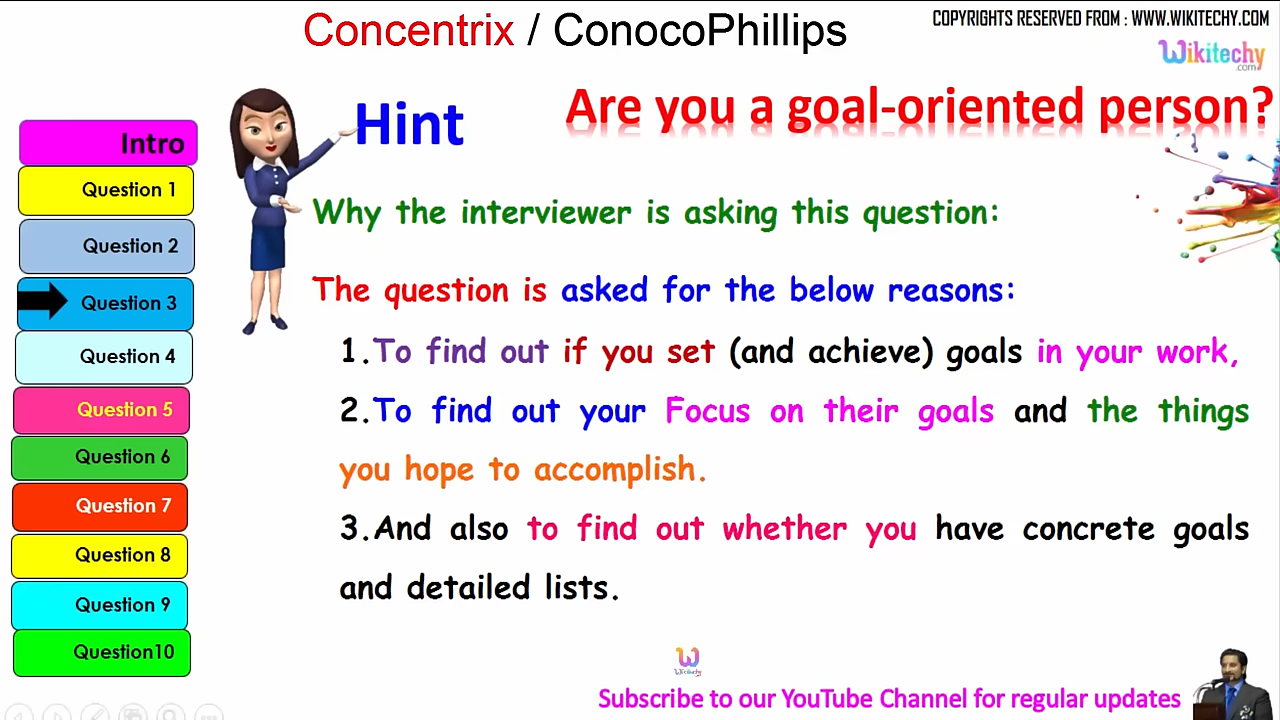 Concentrix / ConocoPhillips
COPYRIGHTS RESERVED FROM : WWW.WIKITECHY.COM
Wikitechy
.com
Hint
Are you a goal-oriented person?
Intro
Question 1
Question 2
Question 3
Question 4
Question 5
Question 6
Question 7
Question 8
Question 9
Question10
Why the interviewer is asking this question:
The question is asked for the below reasons:
1.To find out if you set (and achieve) goals in your work,
2.To find out your Focus on their goals and the things
you hope to accomplish.
3.And also to find out whether you have concrete goals
and detailed lists.
W
Wikitechy
Subscribe to our YouTube Channel for regular updates